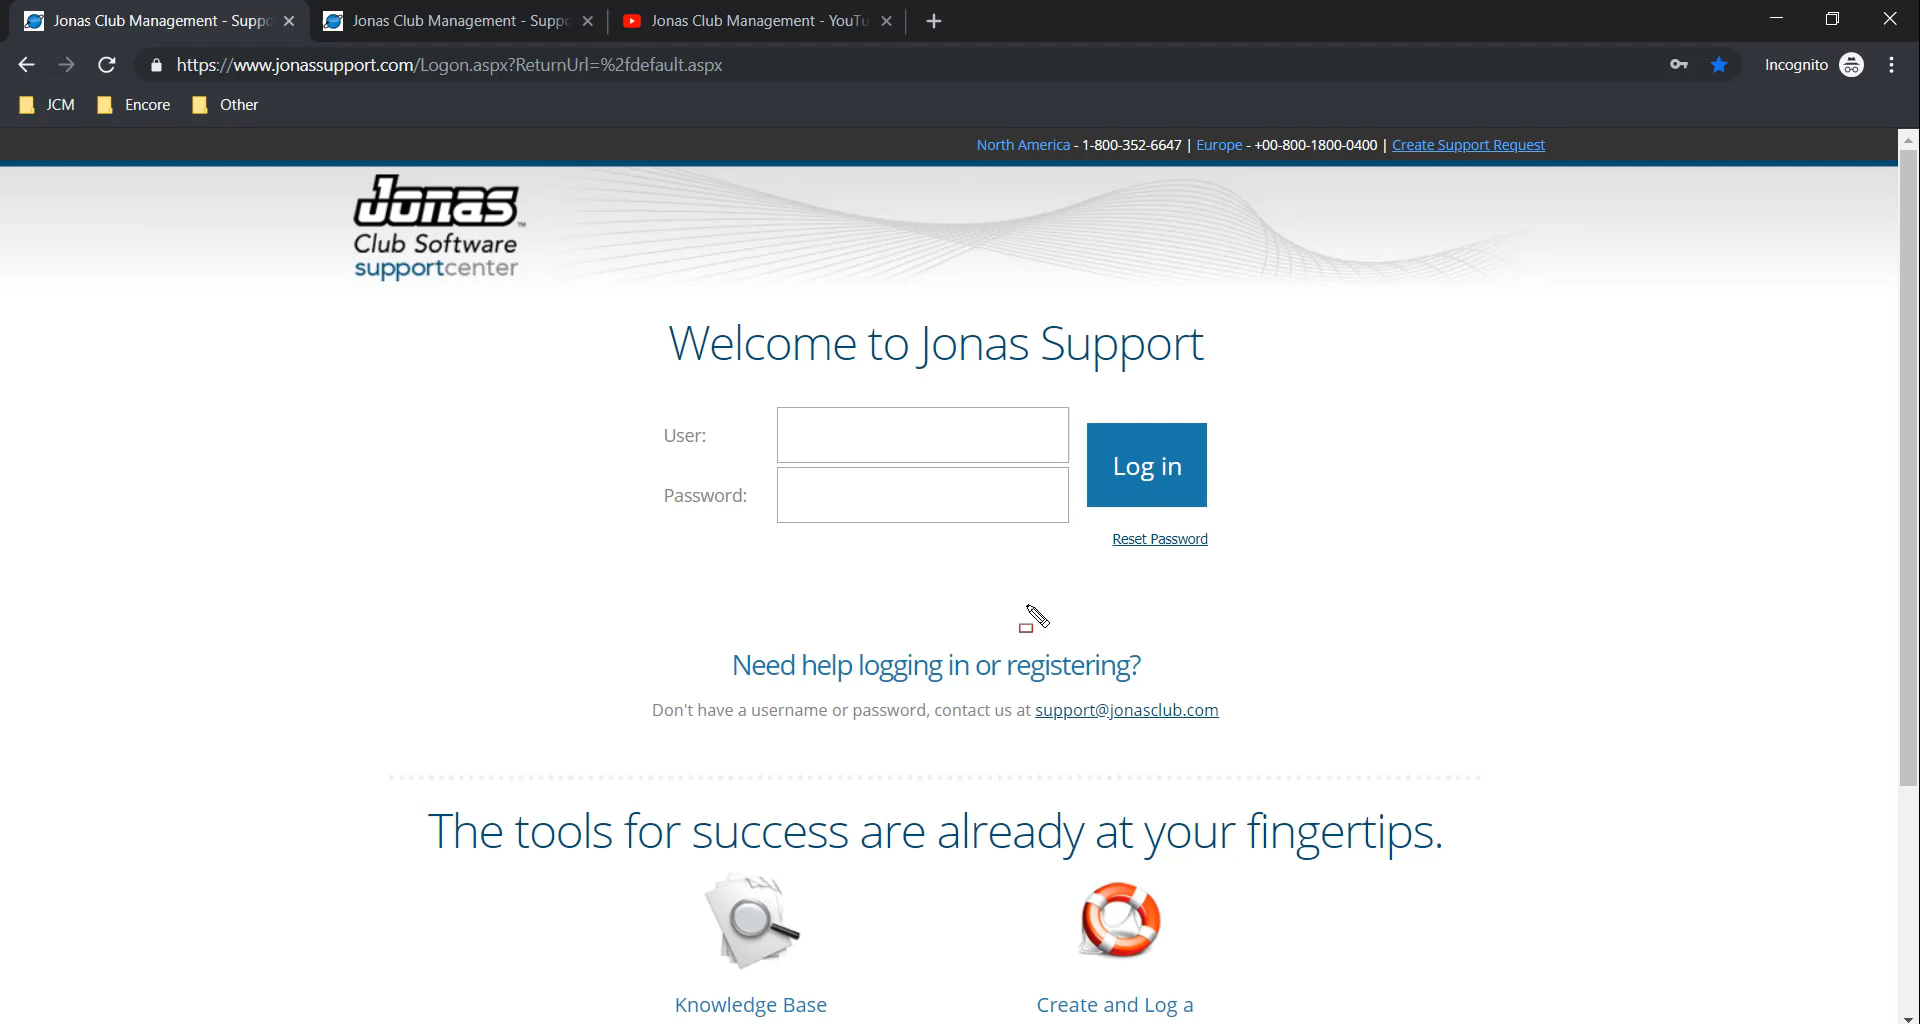 Jonas Club Management - Suppo
Jonas Club Management - Suppo
Jonas Club Management - YouTu
https://www.jonassupport.com/Logon.aspx?ReturnUrl=%2fdefault.aspx
Incognito
JCM
Encore
Other
North America - 1-800-352-6647 | Europe - +00-800-1800-0400 | Create Support Request
Jonas™
Club Software
supportcenter
Welcome to Jonas Support
User:
Log in
Password:
Reset Password
Need help logging in or registering?
Don't have a username or password, contact us at support@jonasclub.com
The tools for success are already at your fingertips.
Knowledge Base
Create and Log a